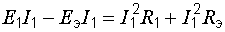 E₁I₁ − EэI₁ = I₁²R₁ + I₁²Rэ